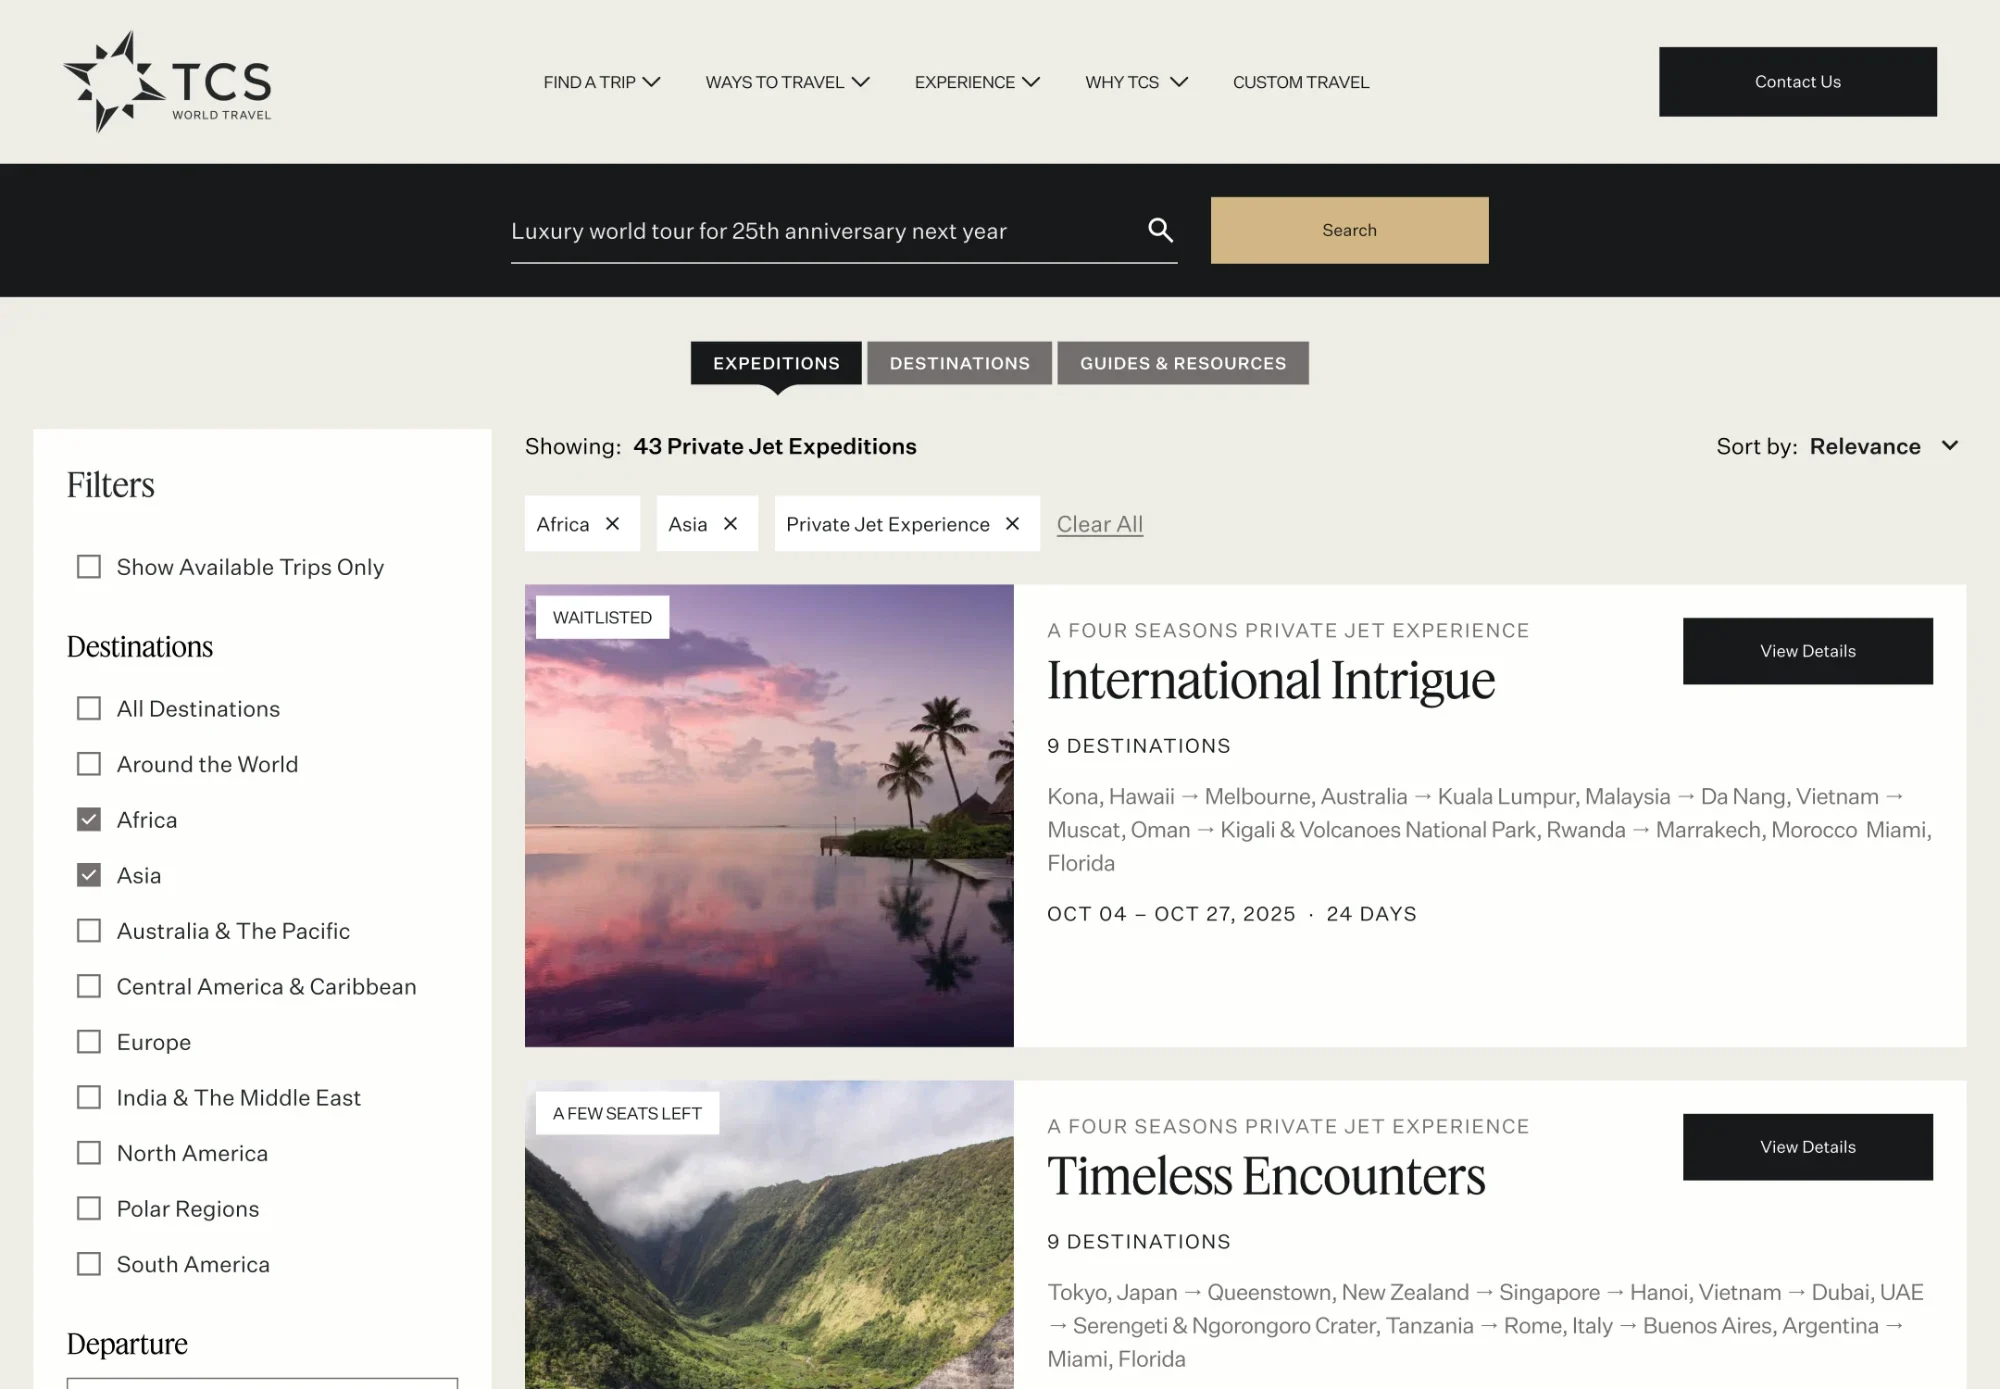 TCS
WORLD TRAVEL
FIND A TRIP
WAYS TO TRAVEL
EXPERIENCE
WHY TCS
CUSTOM TRAVEL
Contact Us
Luxury world tour for 25th anniversary next year
Search
EXPEDITIONS
DESTINATIONS
GUIDES & RESOURCES
Filters
Show Available Trips Only
Destinations
All Destinations
Around the World
Africa
Asia
Australia & The Pacific
Central America & Caribbean
Europe
India & The Middle East
North America
Polar Regions
South America
Departure
Showing: 43 Private Jet Expeditions
Sort by: Relevance
Africa
Asia
Private Jet Experience
Clear All
WAITLISTED
A FOUR SEASONS PRIVATE JET EXPERIENCE
International Intrigue
View Details
9 DESTINATIONS
Kona, Hawaii → Melbourne, Australia → Kuala Lumpur, Malaysia → Da Nang, Vietnam →
Muscat, Oman → Kigali & Volcanoes National Park, Rwanda → Marrakech, Morocco Miami,
Florida
OCT 04 – OCT 27, 2025 · 24 DAYS
A FEW SEATS LEFT
A FOUR SEASONS PRIVATE JET EXPERIENCE
Timeless Encounters
View Details
9 DESTINATIONS
Tokyo, Japan → Queenstown, New Zealand → Singapore → Hanoi, Vietnam → Dubai, UAE
→ Serengeti & Ngorongoro Crater, Tanzania → Rome, Italy → Buenos Aires, Argentina →
Miami, Florida